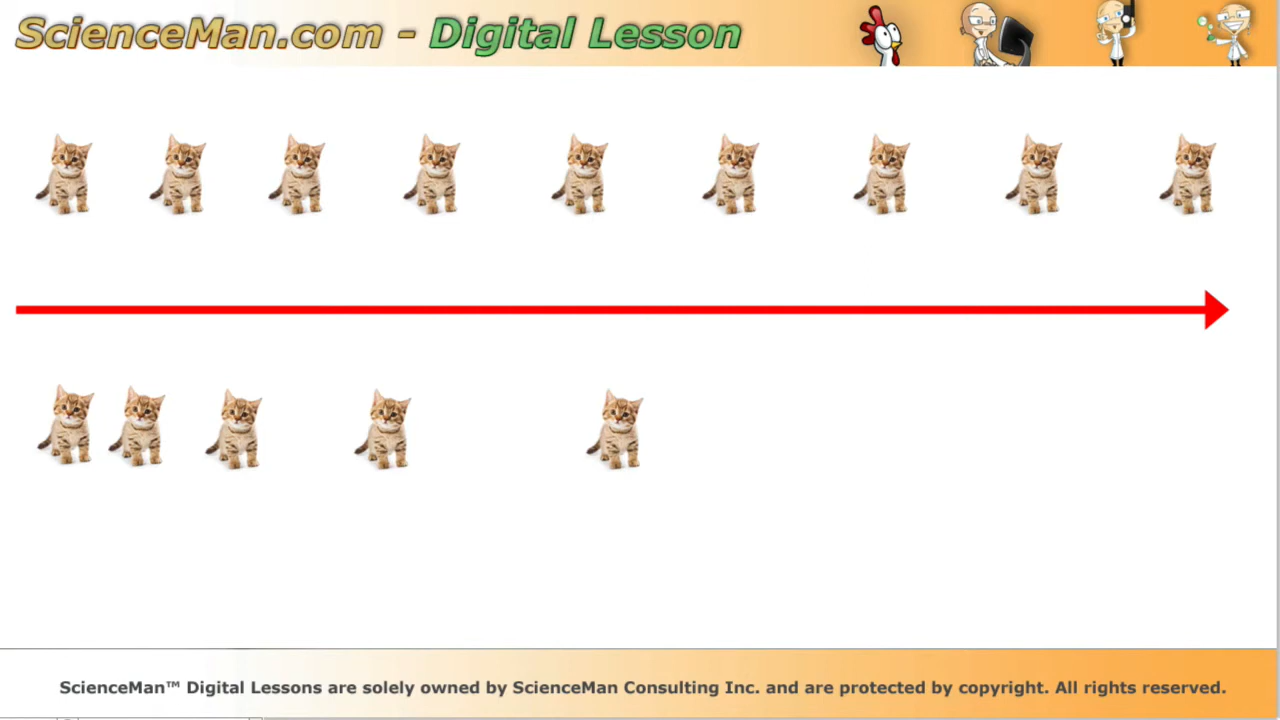 ScienceMan.com - Digital Lesson
ScienceMan™ Digital Lessons are solely owned by ScienceMan Consulting Inc. and are protected by copyright. All rights reserved.